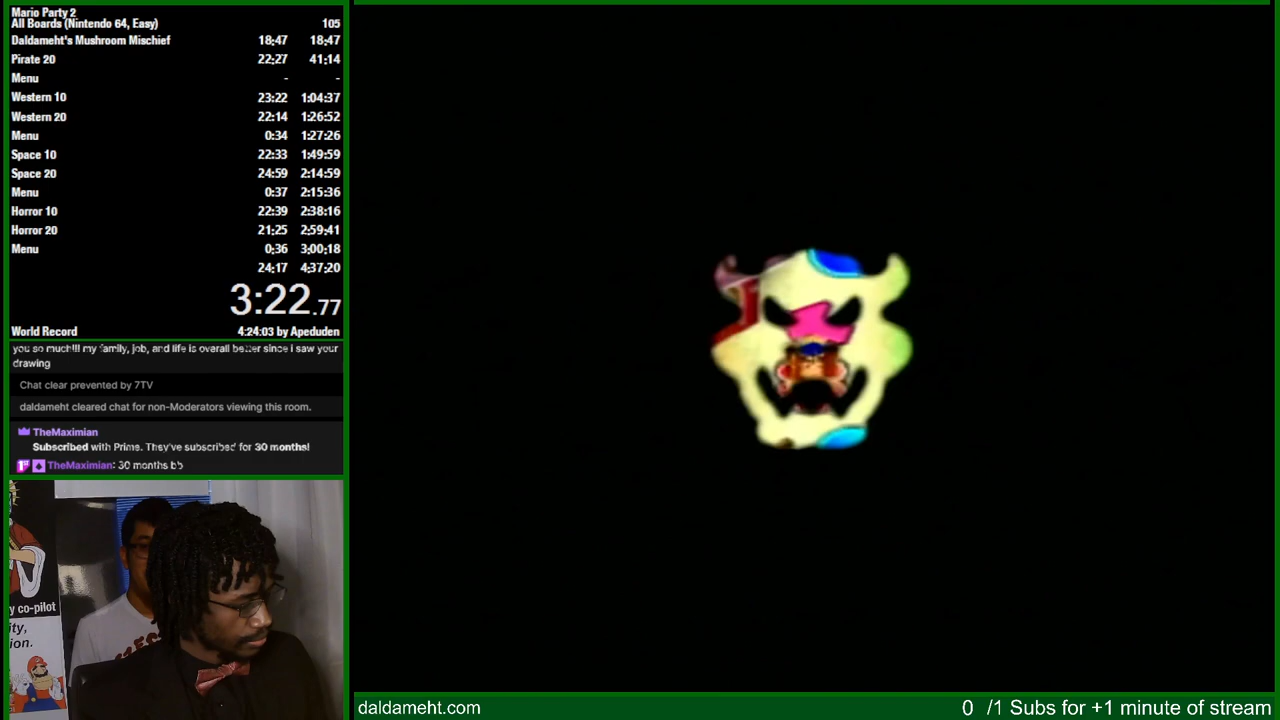 Mario Party 2
All Boards (Nintendo 64, Easy) 105
Daldameht's Mushroom Mischief 18:47 18:47
Pirate 20 22:27 41:14
Menu - -
Western 10 23:22 1:04:37
Western 20 22:14 1:26:52
Menu 0:34 1:27:26
Space 10 22:33 1:49:59
Space 20 24:59 2:14:59
Menu 0:37 2:15:36
Horror 10 22:39 2:38:16
Horror 20 21:25 2:59:41
Menu 0:36 3:00:18
24:17 4:37:20
3:22.77
World Record 4:24:03 by Apeduden
you so much!!! my family, job, and life is overall better since i saw your
drawing
Chat clear prevented by 7TV
daldameht cleared chat for non-Moderators viewing this room.
TheMaximian
Subscribed with Prime. They've subscribed for 30 months!
1st TheMaximian: 30 months bb
y co-pilot
ity,
ion.
daldameht.com
0 /1 Subs for +1 minute of stream